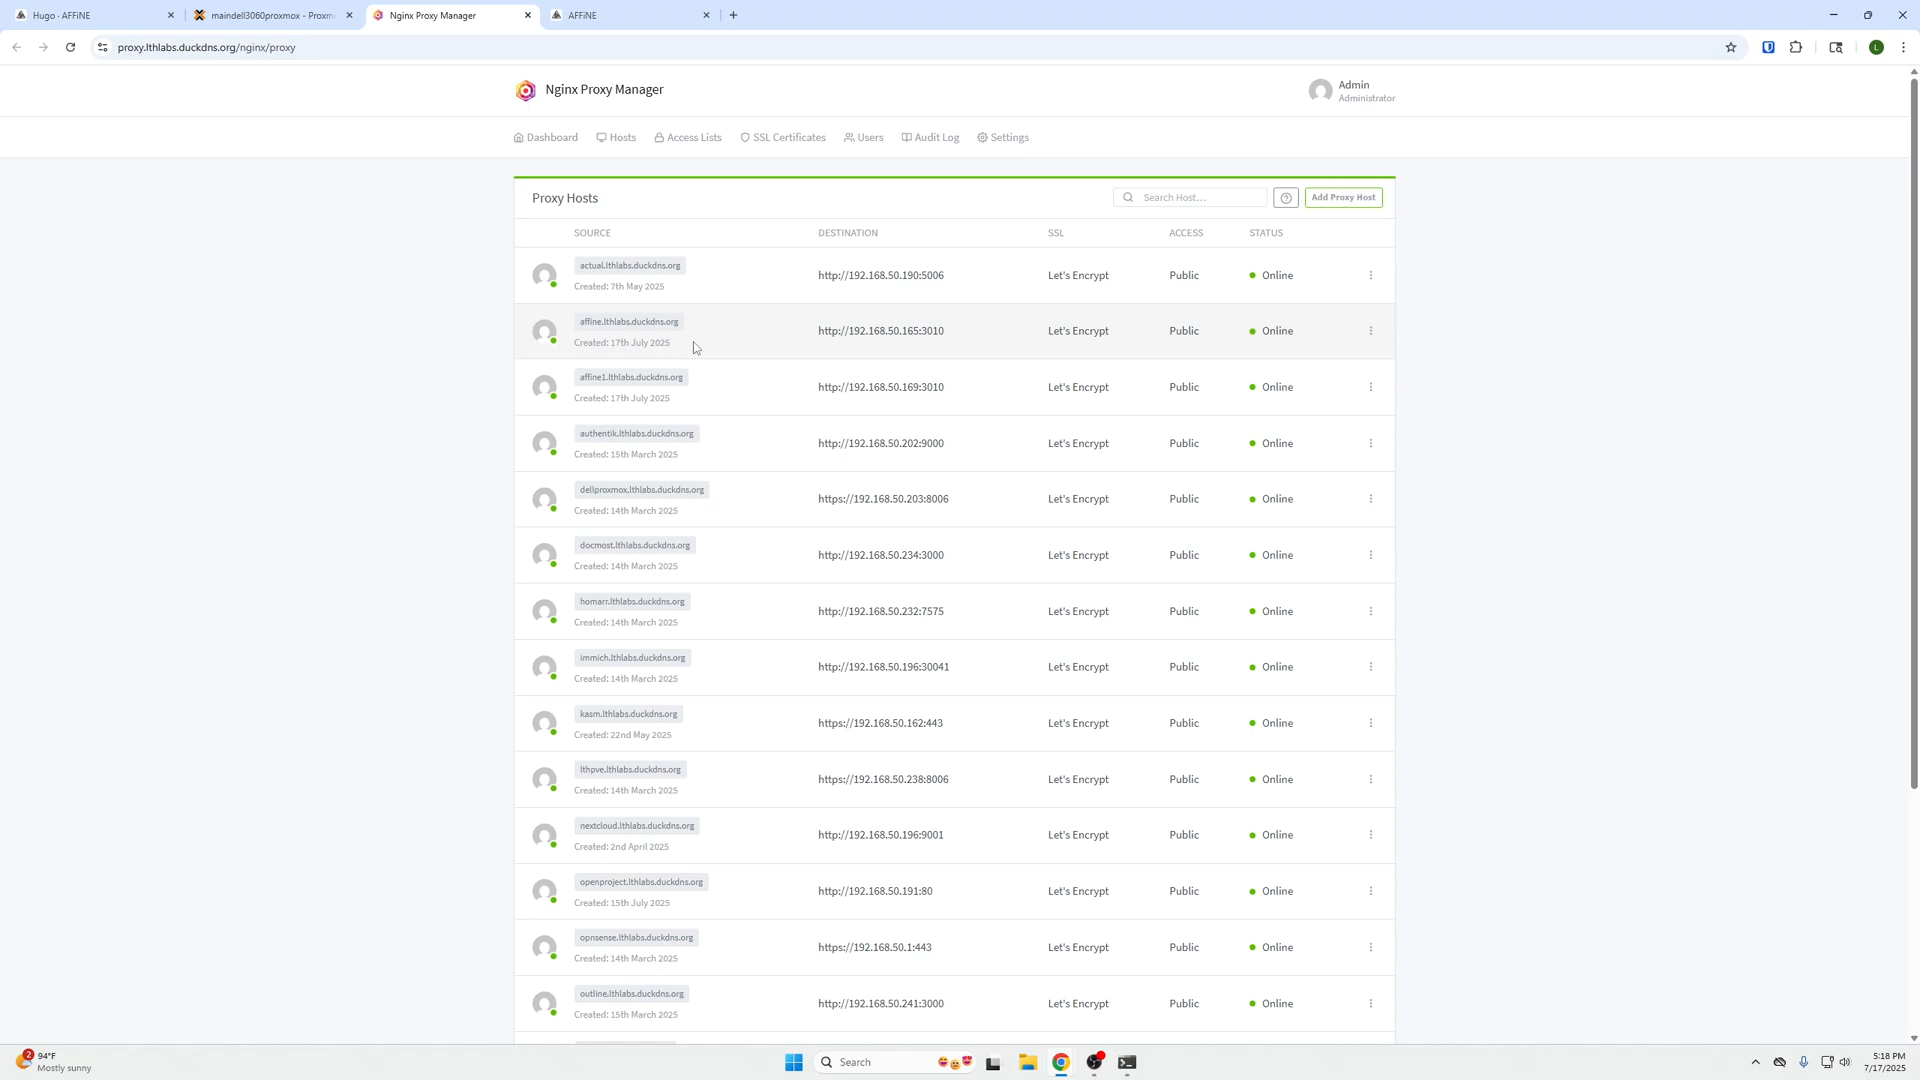 Hugo · AFFiNE
maindell3060proxmox - Proxm
Nginx Proxy Manager
AFFiNE
proxy.lthlabs.duckdns.org/nginx/proxy
L
Nginx Proxy Manager
Admin
Administrator
Dashboard
Hosts
Access Lists
SSL Certificates
Users
Audit Log
Settings
Proxy Hosts
Search Host…
Add Proxy Host
SOURCE DESTINATION SSL ACCESS STATUS
actual.lthlabs.duckdns.org
Created: 7th May 2025
http://192.168.50.190:5006 Let's Encrypt Public Online
affine.lthlabs.duckdns.org
Created: 17th July 2025
http://192.168.50.165:3010 Let's Encrypt Public Online
affine1.lthlabs.duckdns.org
Created: 17th July 2025
http://192.168.50.169:3010 Let's Encrypt Public Online
authentik.lthlabs.duckdns.org
Created: 15th March 2025
http://192.168.50.202:9000 Let's Encrypt Public Online
dellproxmox.lthlabs.duckdns.org
Created: 14th March 2025
https://192.168.50.203:8006 Let's Encrypt Public Online
docmost.lthlabs.duckdns.org
Created: 14th March 2025
http://192.168.50.234:3000 Let's Encrypt Public Online
homarr.lthlabs.duckdns.org
Created: 14th March 2025
http://192.168.50.232:7575 Let's Encrypt Public Online
immich.lthlabs.duckdns.org
Created: 14th March 2025
http://192.168.50.196:30041 Let's Encrypt Public Online
kasm.lthlabs.duckdns.org
Created: 22nd May 2025
https://192.168.50.162:443 Let's Encrypt Public Online
lthpve.lthlabs.duckdns.org
Created: 14th March 2025
https://192.168.50.238:8006 Let's Encrypt Public Online
nextcloud.lthlabs.duckdns.org
Created: 2nd April 2025
http://192.168.50.196:9001 Let's Encrypt Public Online
openproject.lthlabs.duckdns.org
Created: 15th July 2025
http://192.168.50.191:80 Let's Encrypt Public Online
opnsense.lthlabs.duckdns.org
Created: 14th March 2025
https://192.168.50.1:443 Let's Encrypt Public Online
outline.lthlabs.duckdns.org
Created: 15th March 2025
http://192.168.50.241:3000 Let's Encrypt Public Online
2
94°F
Mostly sunny
Search
5:18 PM
7/17/2025